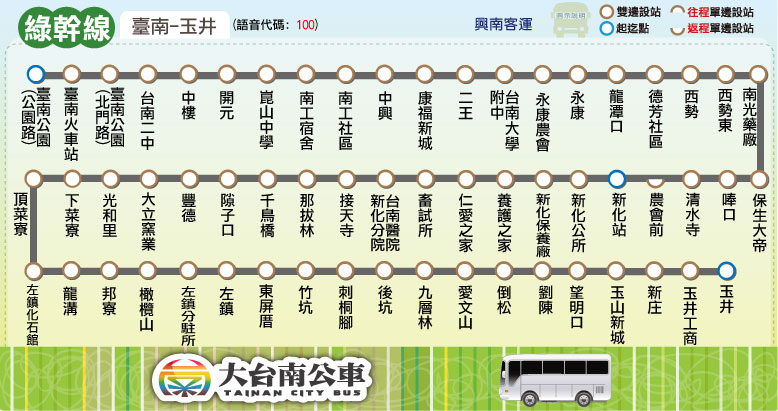 綠幹線
臺南-玉井
(語音代碼：100)
興南客運
雙邊設站
起迄點
往程單邊設站
返程單邊設站
臺南公園(公園路)
臺南火車站
臺南公園(北門路)
台南二中
中樓
開元
崑山中學
南工宿舍
南工社區
中興
康福新城
二王
台南大學附中
永康農會
永康
龍潭口
德芳社區
西勢
西勢東
南光藥廠
頂菜寮
下菜寮
光和里
大立窯業
豐德
隙子口
千鳥橋
那拔林
接天寺
台南醫院新化分院
畜試所
仁愛之家
養護之家
新化保養廠
新化公所
新化站
農會前
清水寺
唪口
保生大帝
左鎮化石館
龍溝
邦寮
橄欖山
左鎮分駐所
左鎮
東屏厝
竹坑
刺桐腳
後坑
九層林
愛文山
倒松
劉陳
望明口
玉山新城
新庄
玉井工商
玉井
大台南公車
TAINAN CITY BUS